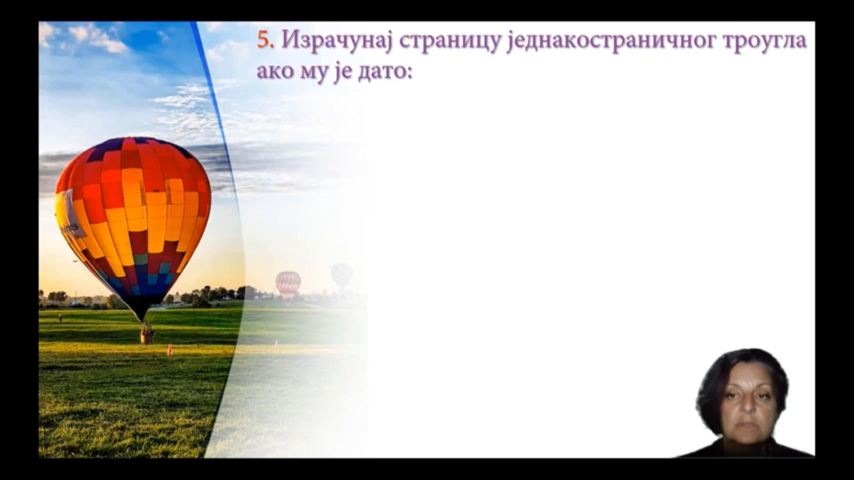 5. Израчунај страницу једнакостраничног троугла
ако му је дато: